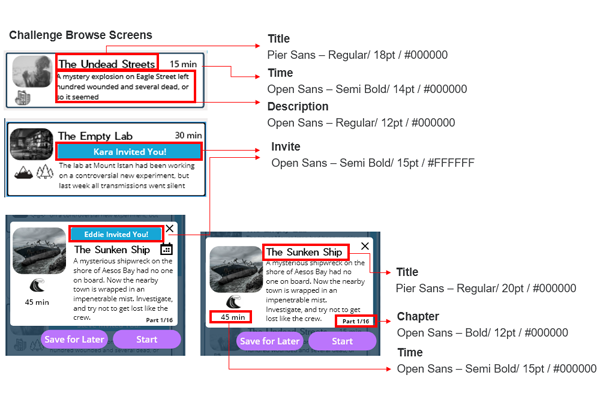 Challenge Browse Screens
The Undead Streets
15 min
A mystery explosion on Eagle Street left
hundred wounded and several dead, or
so it seemed
Title
Pier Sans – Regular/ 18pt / #000000
Time
Open Sans – Semi Bold/ 14pt / #000000
Description
Open Sans – Regular/ 12pt / #000000
The Empty Lab
30 min
Kara Invited You!
The lab at Mount Istan had been working
on a controversial new experiment, but
last week all transmissions went silent
Invite
Open Sans – Semi Bold/ 15pt / #FFFFFF
Eddie Invited You!
The Sunken Ship
A mysterious shipwreck on the
shore of Aesos Bay had no one
on board. Now the nearby
town is wrapped in an
impenetrable mist. Investigate,
and try not to get lost like the
crew.
45 min
Part 1/16
Save for Later
Start
The Sunken Ship
A mysterious shipwreck on the
shore of Aesos Bay had no
one on board. Now the
nearby town is wrapped in an
impenetrable mist.
Investigate, and try not to get
lost like the crew.
45 min
Part 1/16
Save for Later
Start
Title
Pier Sans – Regular/ 20pt / #000000
Chapter
Open Sans – Bold/ 12pt / #000000
Time
Open Sans – Semi Bold/ 15pt / #000000